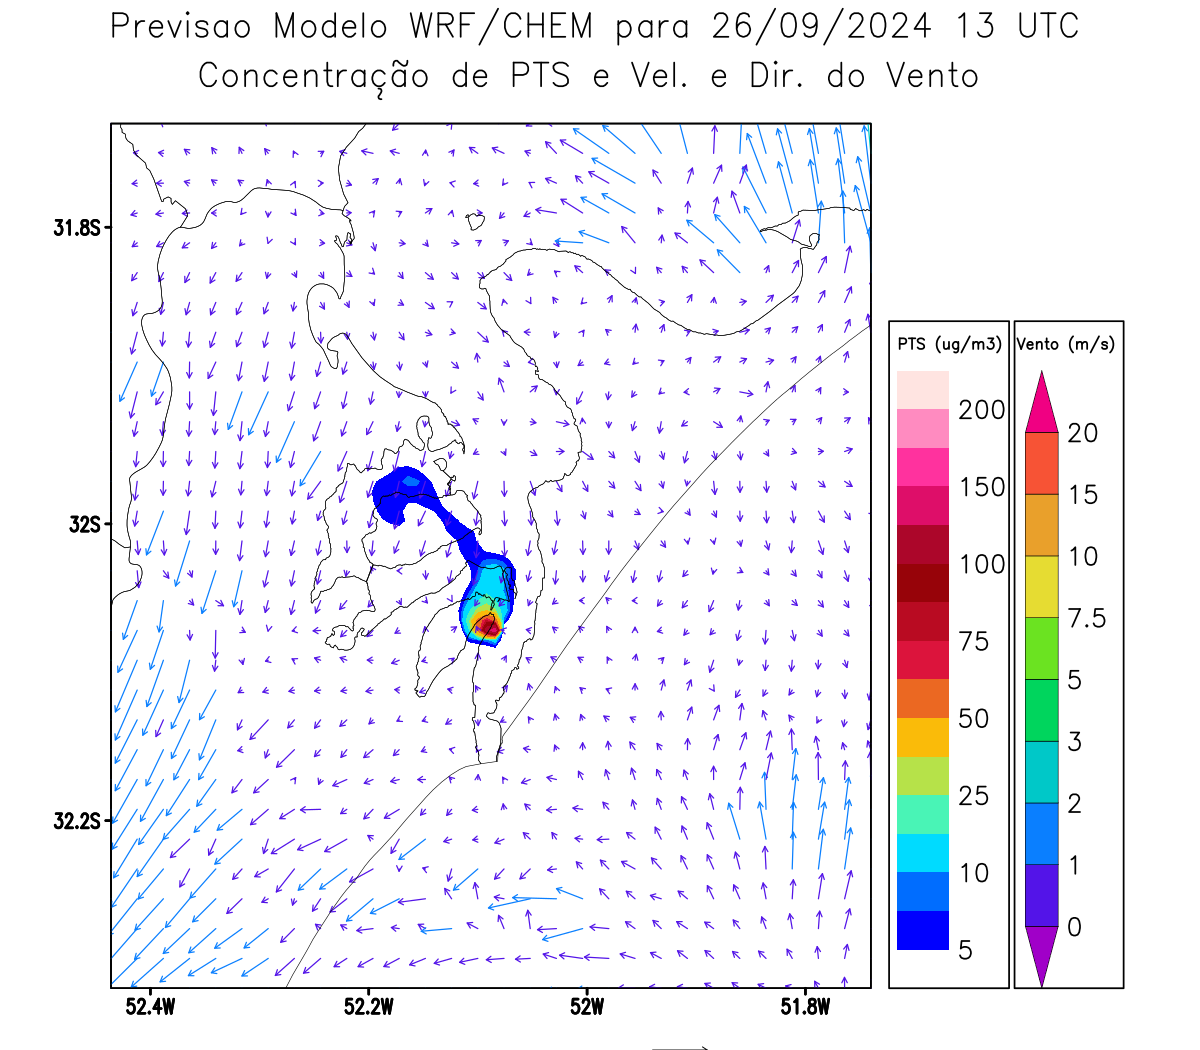 Previsao Modelo WRF/CHEM para 26/09/2024 13 UTC
Concentração de PTS e Vel. e Dir. do Vento
31.8S
32S
32.2S
52.4W 52.2W 52W 51.8W
PTS (ug/m3)
200
150
100
75
50
25
10
5
Vento (m/s)
20
15
10
7.5
5
3
2
1
0